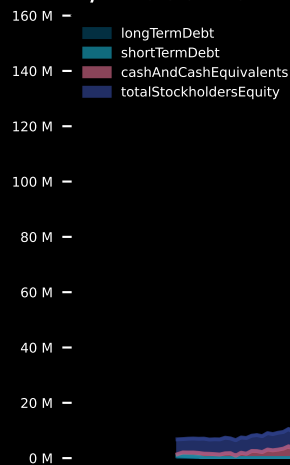 160 M
longTermDebt
shortTermDebt
140 M
cashAndCashEquivalents
totalStockholdersEquity
120 M
100 M
80 M
60 M
40 M
20 M
0 M